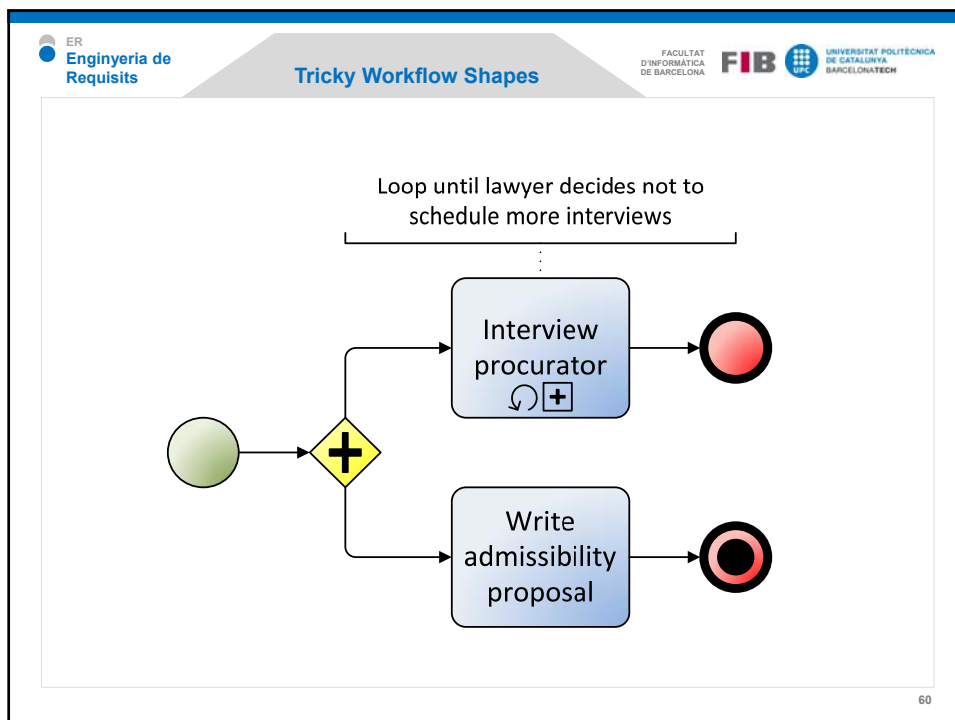 ER
Enginyeria de
Requisits
Tricky Workflow Shapes
FACULTAT
D'INFORMÀTICA
DE BARCELONA
FIB
UPC
UNIVERSITAT POLITÈCNICA
DE CATALUNYA
BARCELONATECH
Loop until lawyer decides not to
schedule more interviews
Interview
procurator
Write
admissibility
proposal
60